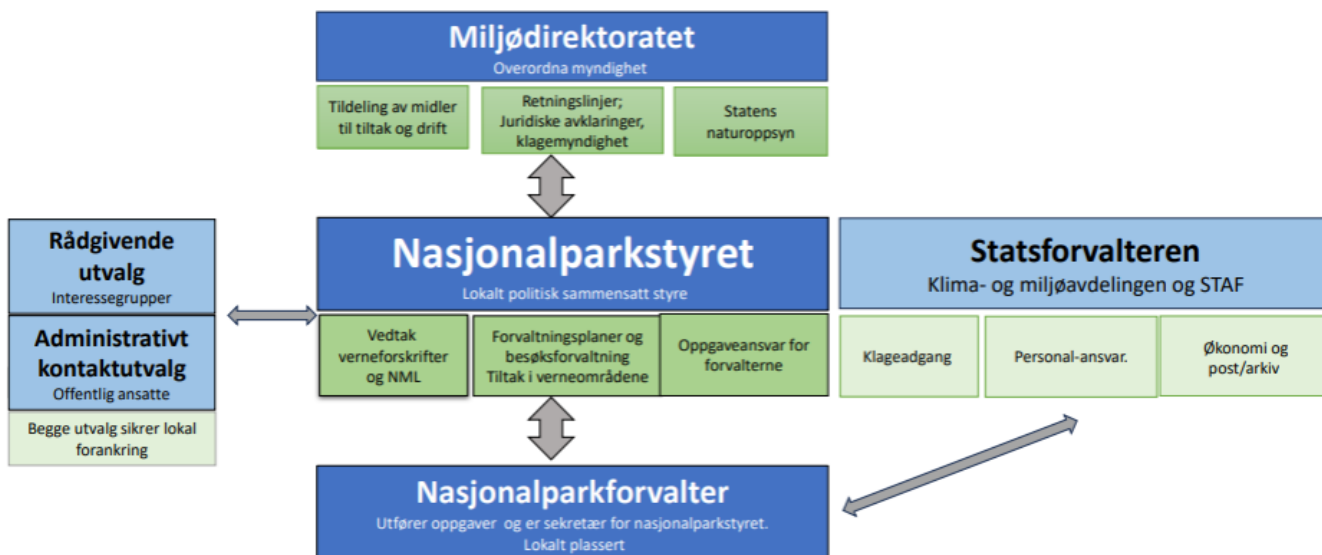 Miljødirektoratet
Overordna myndighet
Tildeling av midler
til tiltak og drift
Retningslinjer;
Juridiske avklaringer,
klagemyndighet
Statens
naturoppsyn
Rådgivende
utvalg
Interessegrupper
Administrativt
kontaktutvalg
Offentlig ansatte
Begge utvalg sikrer lokal
forankring
Nasjonalparkstyret
Lokalt politisk sammensatt styre
Vedtak
verneforskrifter
og NML
Forvaltningsplaner og
besøksforvaltning
Tiltak i verneområdene
Oppgaveansvar for
forvalterne
Statsforvalteren
Klima- og miljøavdelingen og STAF
Klageadgang
Personal-ansvar.
Økonomi og
post/arkiv
Nasjonalparkforvalter
Utfører oppgaver og er sekretær for nasjonalparkstyret.
Lokalt plassert